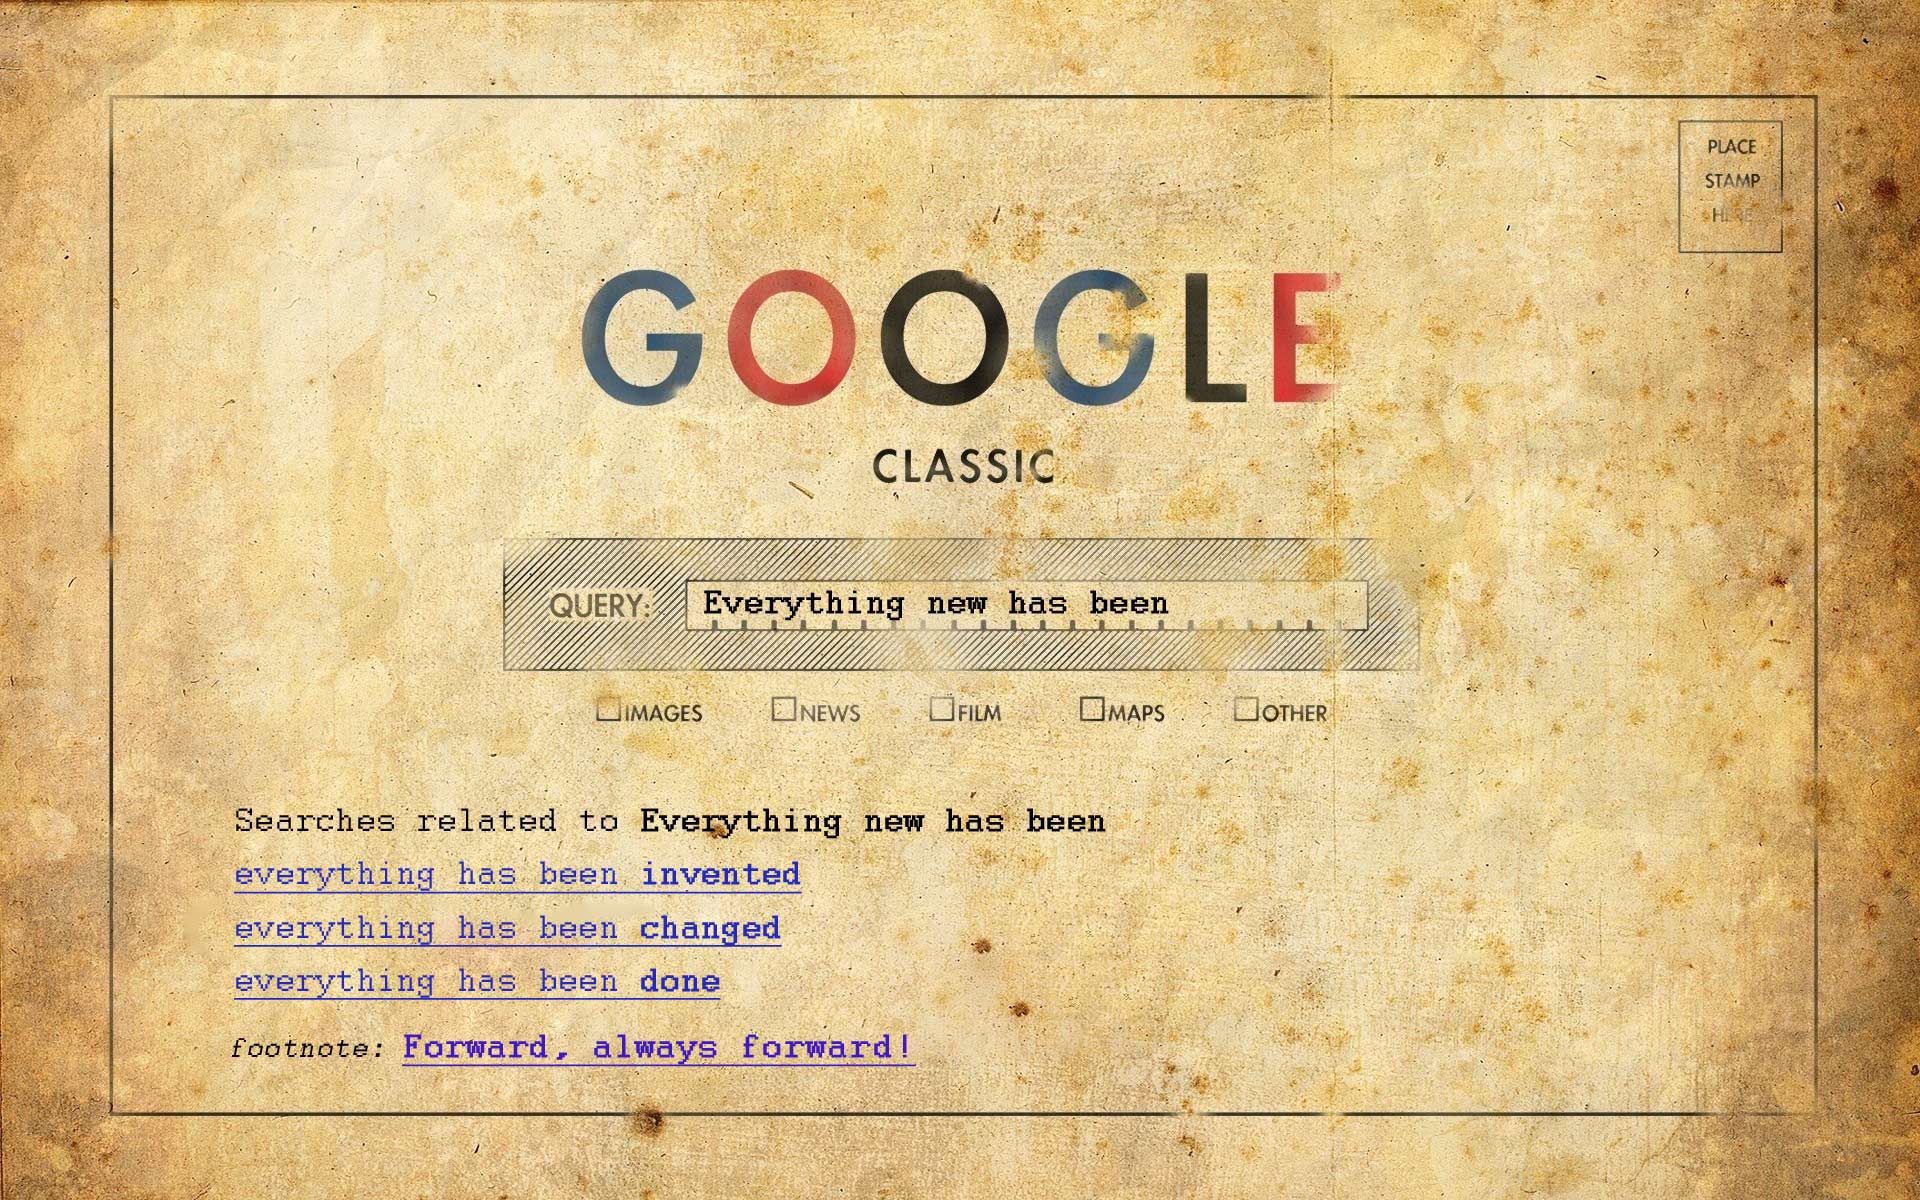 PLACE
STAMP
HERE
GOOGLE
CLASSIC
QUERY: Everything new has been
IMAGES NEWS FILM MAPS OTHER
Searches related to Everything new has been
everything has been invented
everything has been changed
everything has been done
footnote: Forward, always forward!